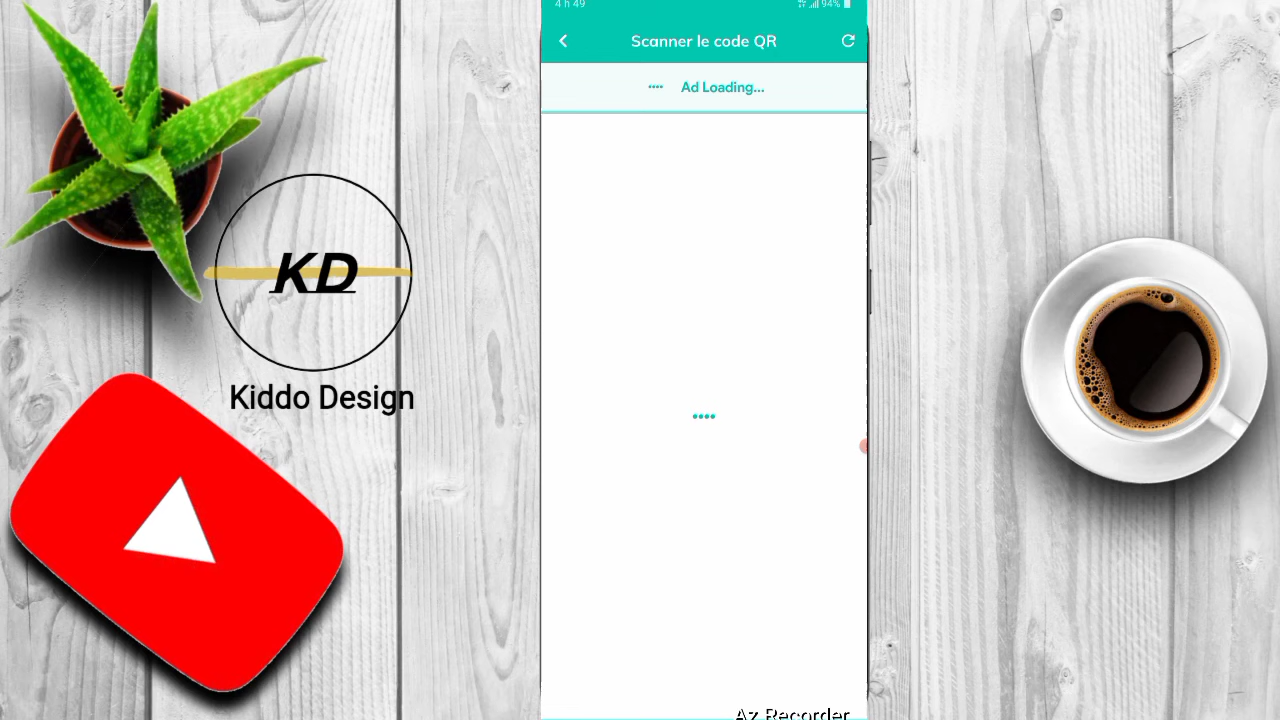 4 h 49
94%
Scanner le code QR
Ad Loading...
KD
Kiddo Design
Az Recorder